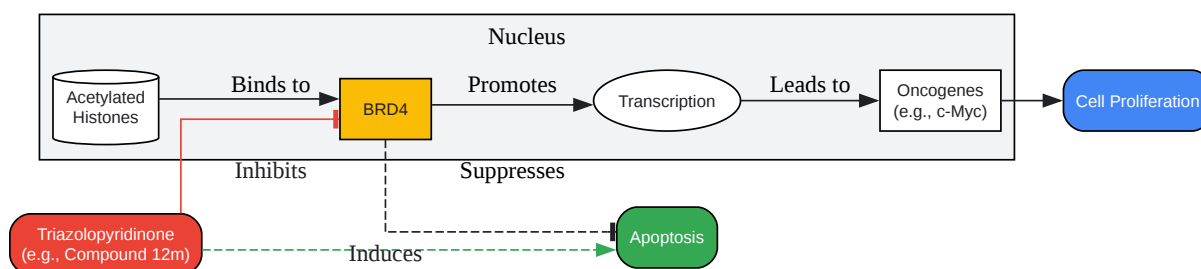 Nucleus
Acetylated
Histones
Binds to
BRD4
Promotes
Transcription
Leads to
Oncogenes
(e.g., c-Myc)
Cell Proliferation
Inhibits
Suppresses
Triazolopyridinone
(e.g., Compound 12m)
Induces
Apoptosis